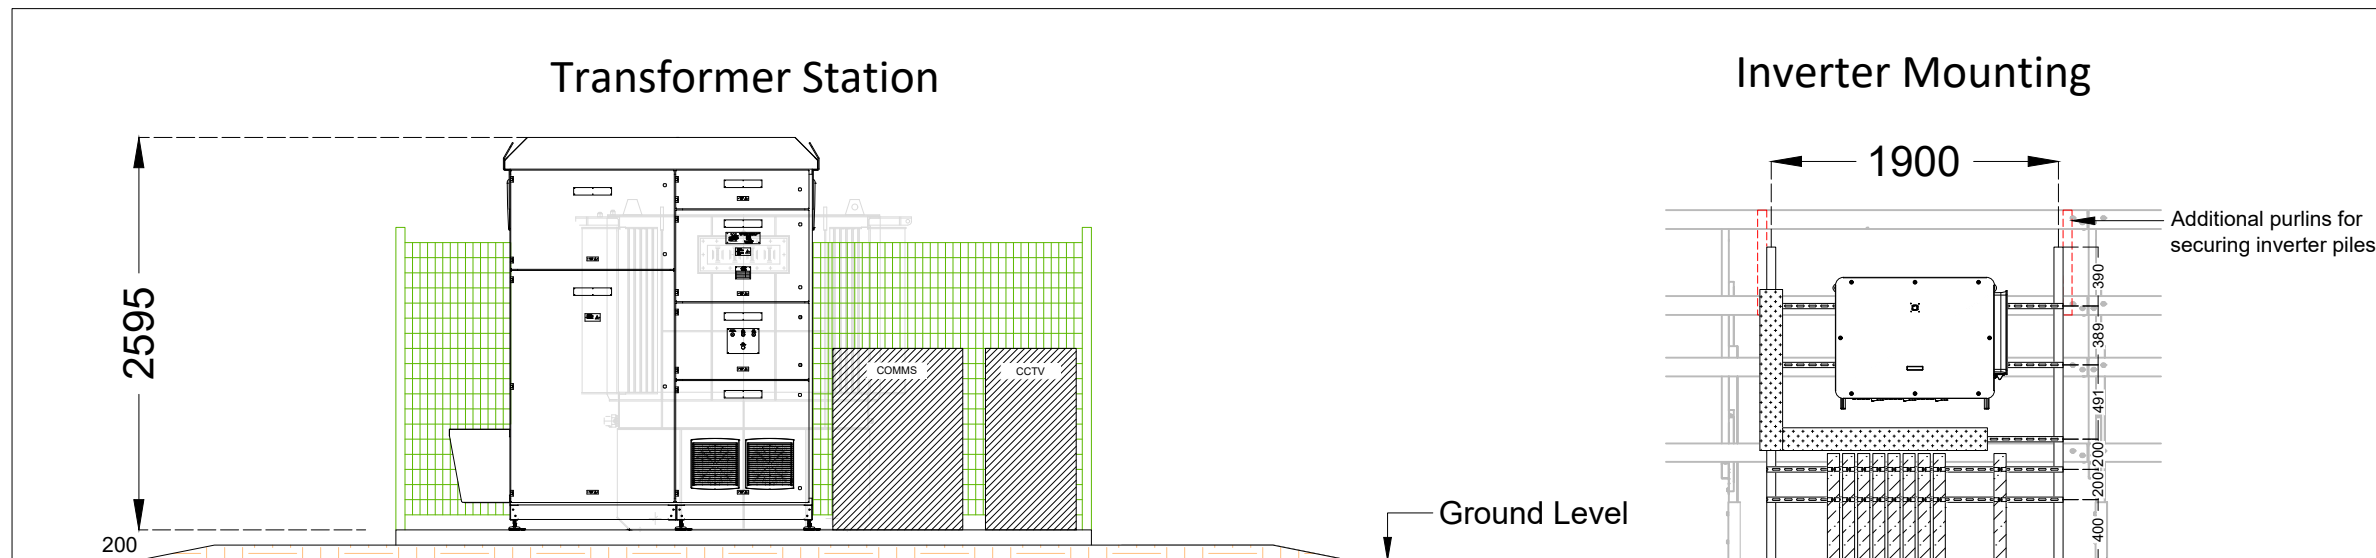 Transformer Station
Inverter Mounting
2595
200
COMMS
CCTV
Ground Level
1900
Additional purlins for
securing inverter piles
390
389
491
200
200
400